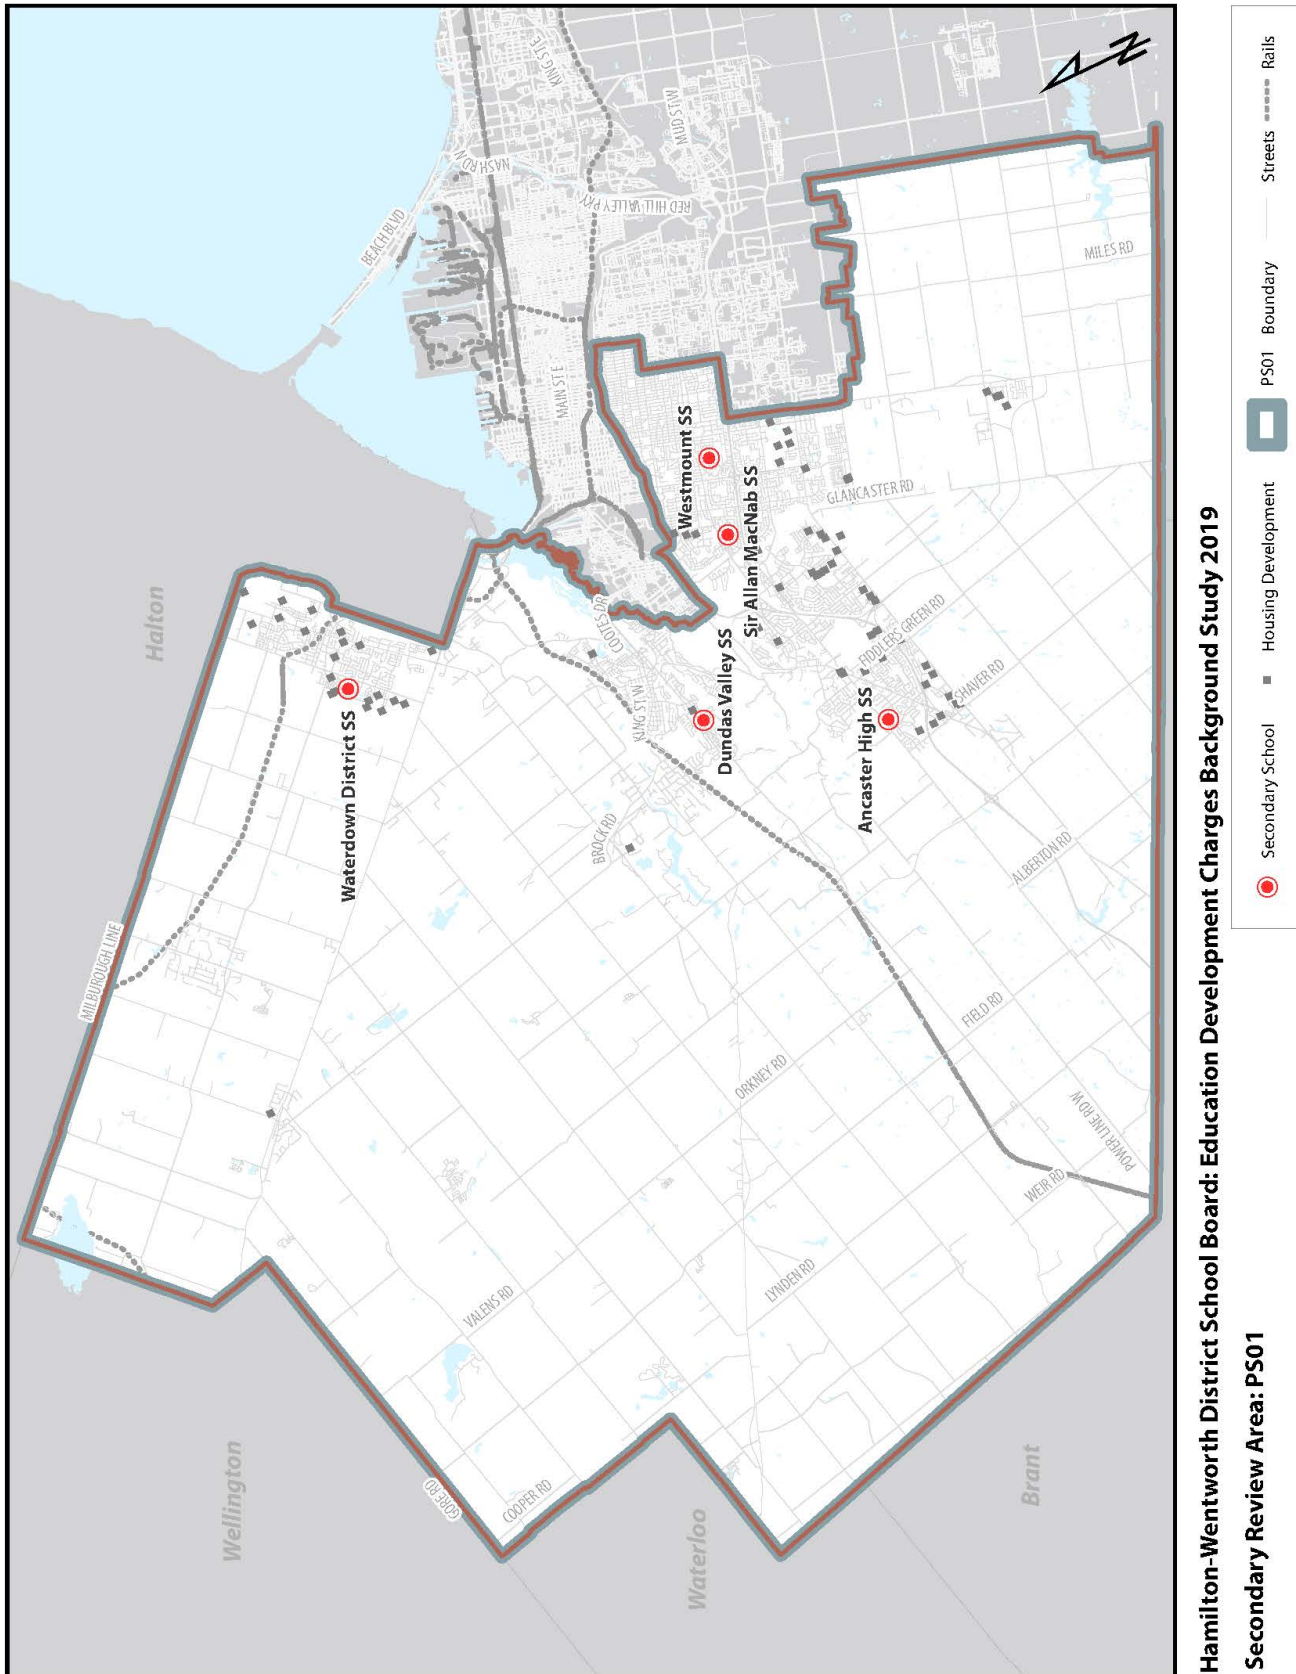 Halton
Wellington
Waterloo
Brant
MILBUROUGH LINE
GORE RD
COOPER RD
VALENS RD
LYNDEN RD
WEIR RD
POWER LINE RD W
ORKNEY RD
FIELD RD
ALBERTON RD
BROCK RD
KING ST W
COOTES DR
SHAVER RD
FIDDLERS GREEN RD
GLANCASTER RD
MILES RD
MAIN ST E
BEACH BLVD
NASH RD N
KING ST E
RED HILL VALLEY PKY
MUD ST W
N
Waterdown District SS
Dundas Valley SS
Ancaster High SS
Sir Allan MacNab SS
Westmount SS
Hamilton-Wentworth District School Board: Education Development Charges Background Study 2019
Secondary Review Area: PS01
Secondary School
Housing Development
PS01 Boundary
Streets
Rails